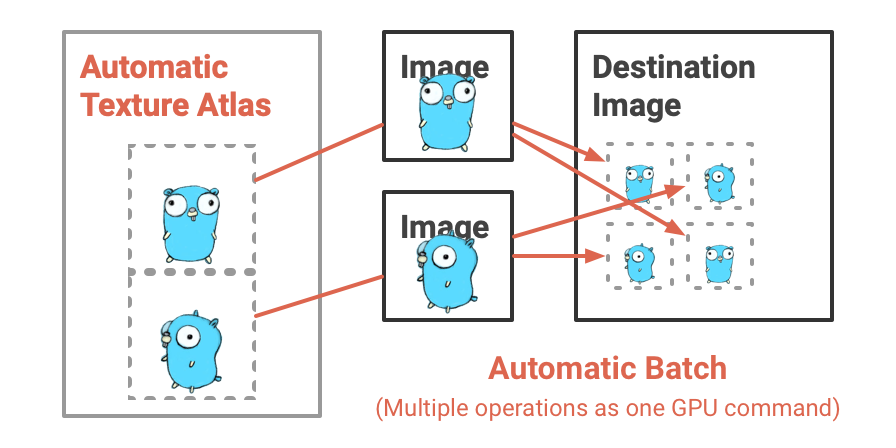 Automatic
Texture Atlas
Image
Image
Destination
Image
Automatic Batch
(Multiple operations as one GPU command)